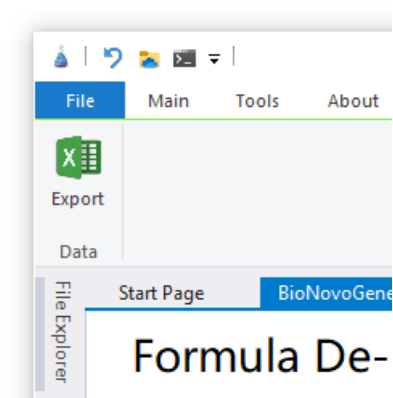 File Main Tools About
Export
Data
File Explorer
Start Page BioNovoGene
Formula De-